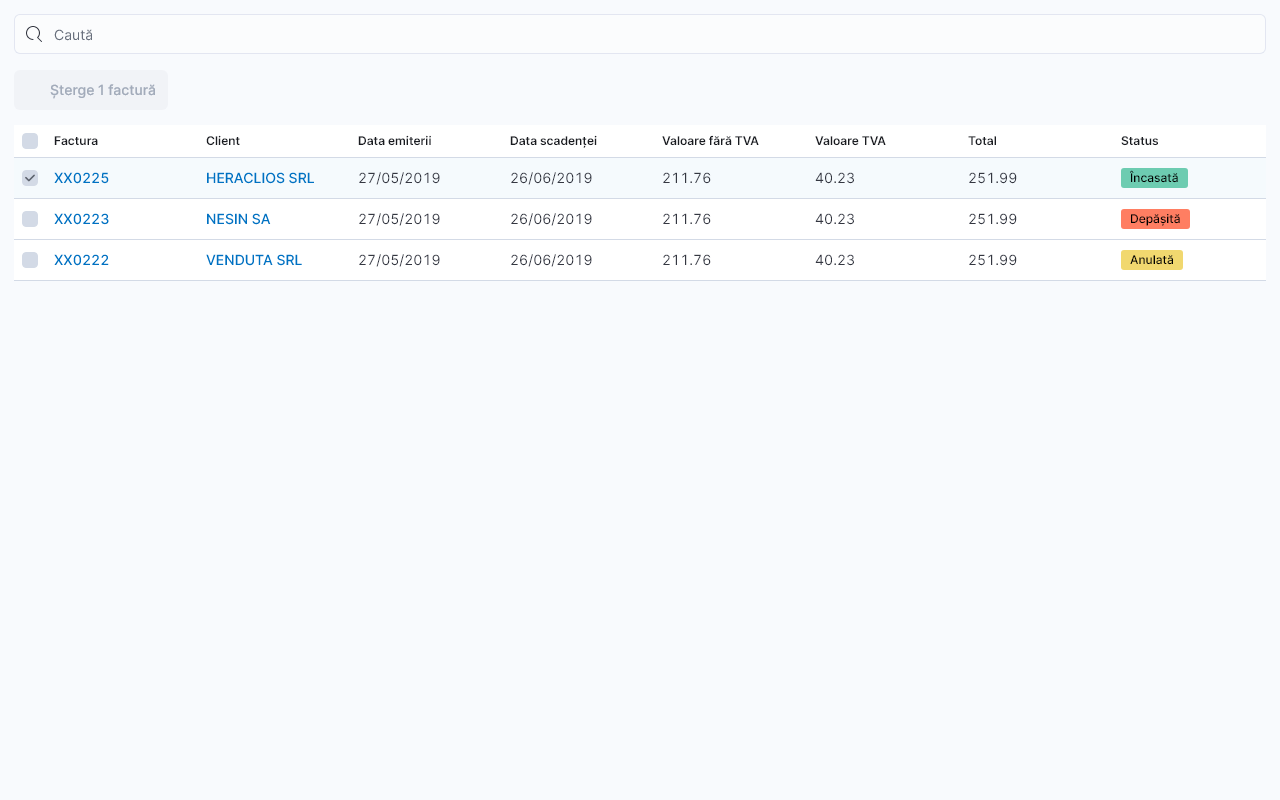 Caută
Șterge 1 factură
Factura Client Data emiterii Data scadenței Valoare fără TVA Valoare TVA Total Status
XX0225 HERACLIOS SRL 27/05/2019 26/06/2019 211.76 40.23 251.99 Încasată
XX0223 NESIN SA 27/05/2019 26/06/2019 211.76 40.23 251.99 Depășită
XX0222 VENDUTA SRL 27/05/2019 26/06/2019 211.76 40.23 251.99 Anulată